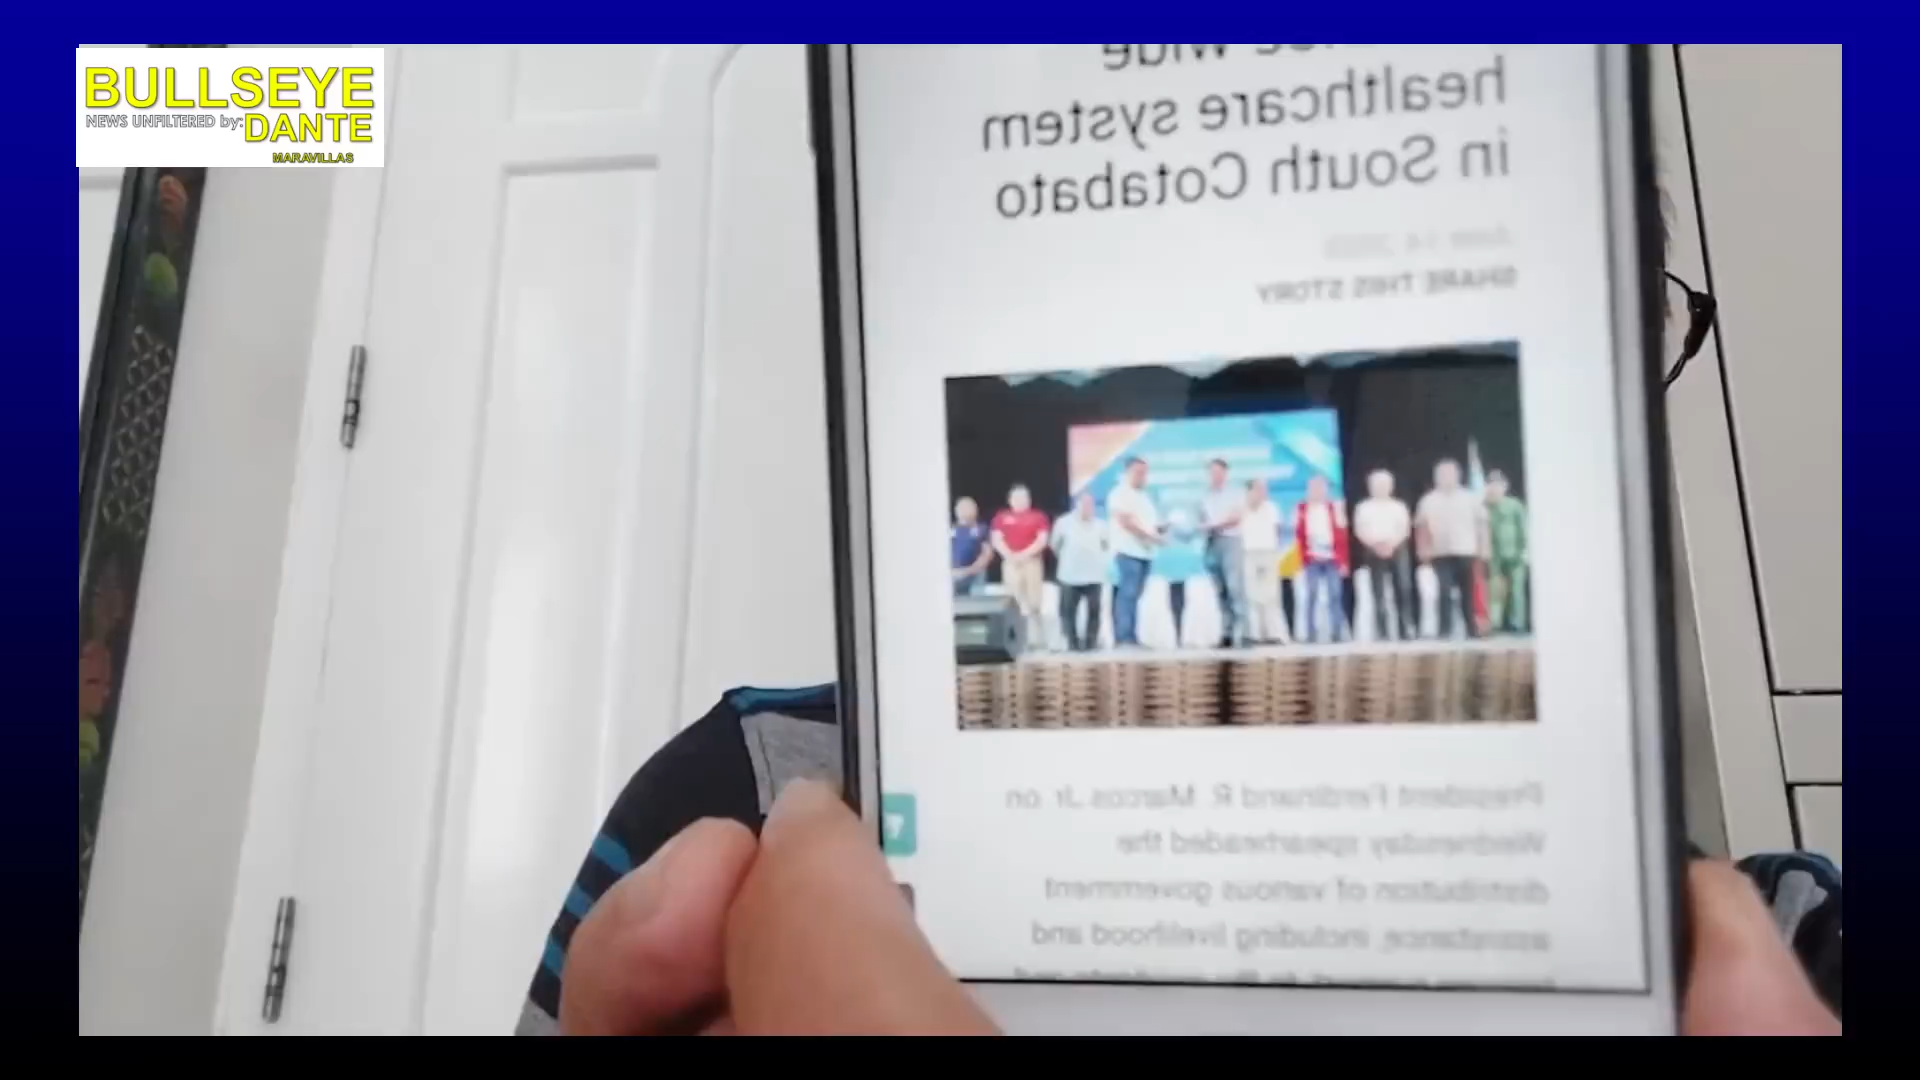 BULLSEYE
NEWS UNFILTERED by: DANTE
MARAVILLAS
wide
healthcare system
in South Cotabato
SHARE THIS STORY
President Ferdinand R. Marcos Jr. on
Wednesday spearheaded the
distribution of various government
assistance, including livelihood and